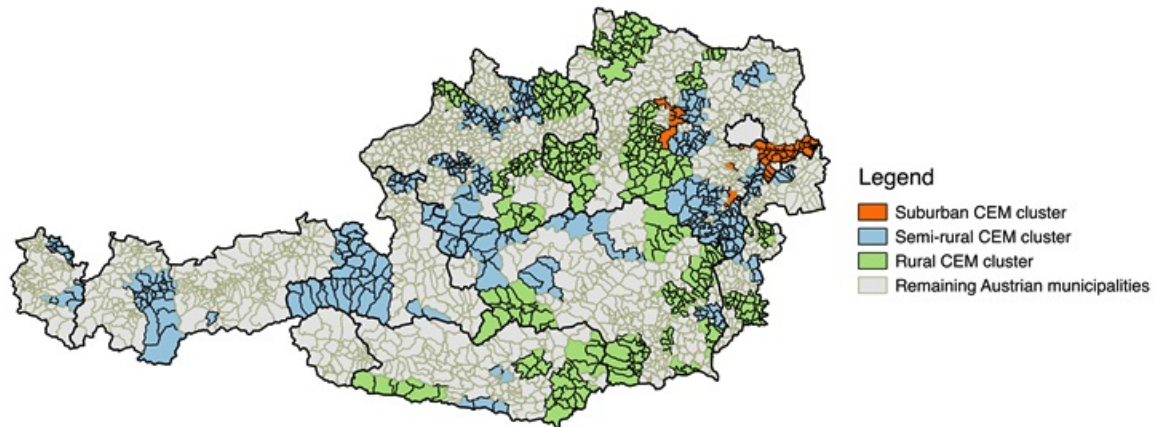 Legend
Suburban CEM cluster
Semi-rural CEM cluster
Rural CEM cluster
Remaining Austrian municipalities